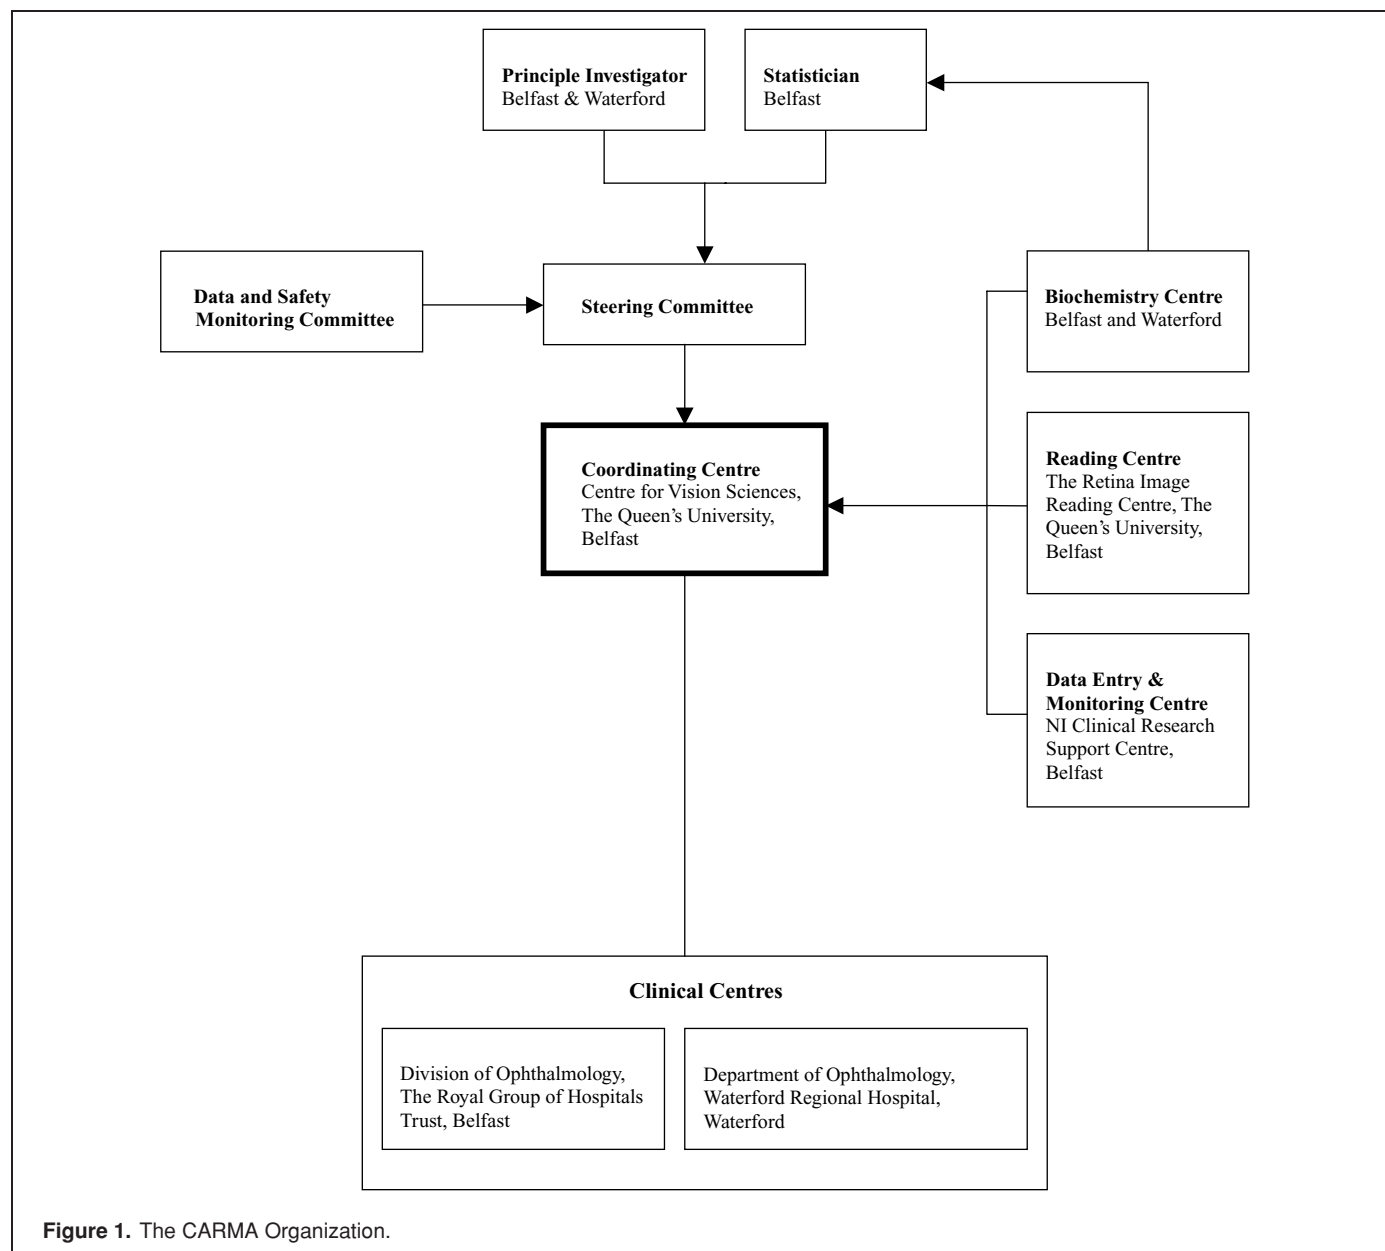 Principle Investigator
Belfast & Waterford
Statistician
Belfast
Data and Safety
Monitoring Committee
Steering Committee
Biochemistry Centre
Belfast and Waterford
Coordinating Centre
Centre for Vision Sciences,
The Queen's University,
Belfast
Reading Centre
The Retina Image
Reading Centre, The
Queen's University,
Belfast
Data Entry &
Monitoring Centre
NI Clinical Research
Support Centre,
Belfast
Clinical Centres
Division of Ophthalmology,
The Royal Group of Hospitals
Trust, Belfast
Department of Ophthalmology,
Waterford Regional Hospital,
Waterford
Figure 1. The CARMA Organization.